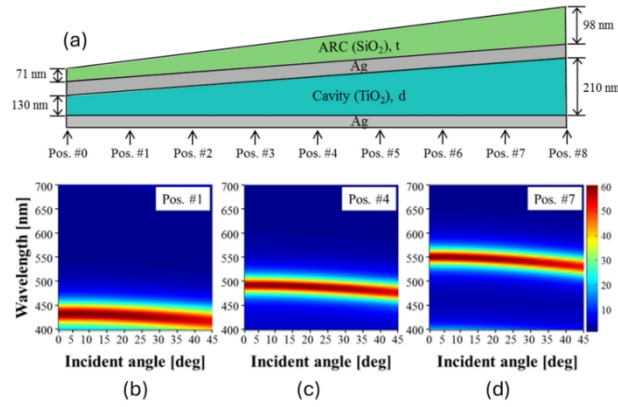 (a)
98 nm
ARC (SiO₂), t
71 nm
Ag
130 nm
Cavity (TiO₂), d
210 nm
Ag
Pos. #0 Pos. #1 Pos. #2 Pos. #3 Pos. #4 Pos. #5 Pos. #6 Pos. #7 Pos. #8
Wavelength [nm]
700
650
600
550
500
450
400
Pos. #1
0 5 10 15 20 25 30 35 40 45
Incident angle [deg]
(b)
700
650
600
550
500
450
400
Pos. #4
0 5 10 15 20 25 30 35 40 45
Incident angle [deg]
(c)
700
650
600
550
500
450
400
Pos. #7
0 5 10 15 20 25 30 35 40 45
Incident angle [deg]
(d)
60
50
40
30
20
10